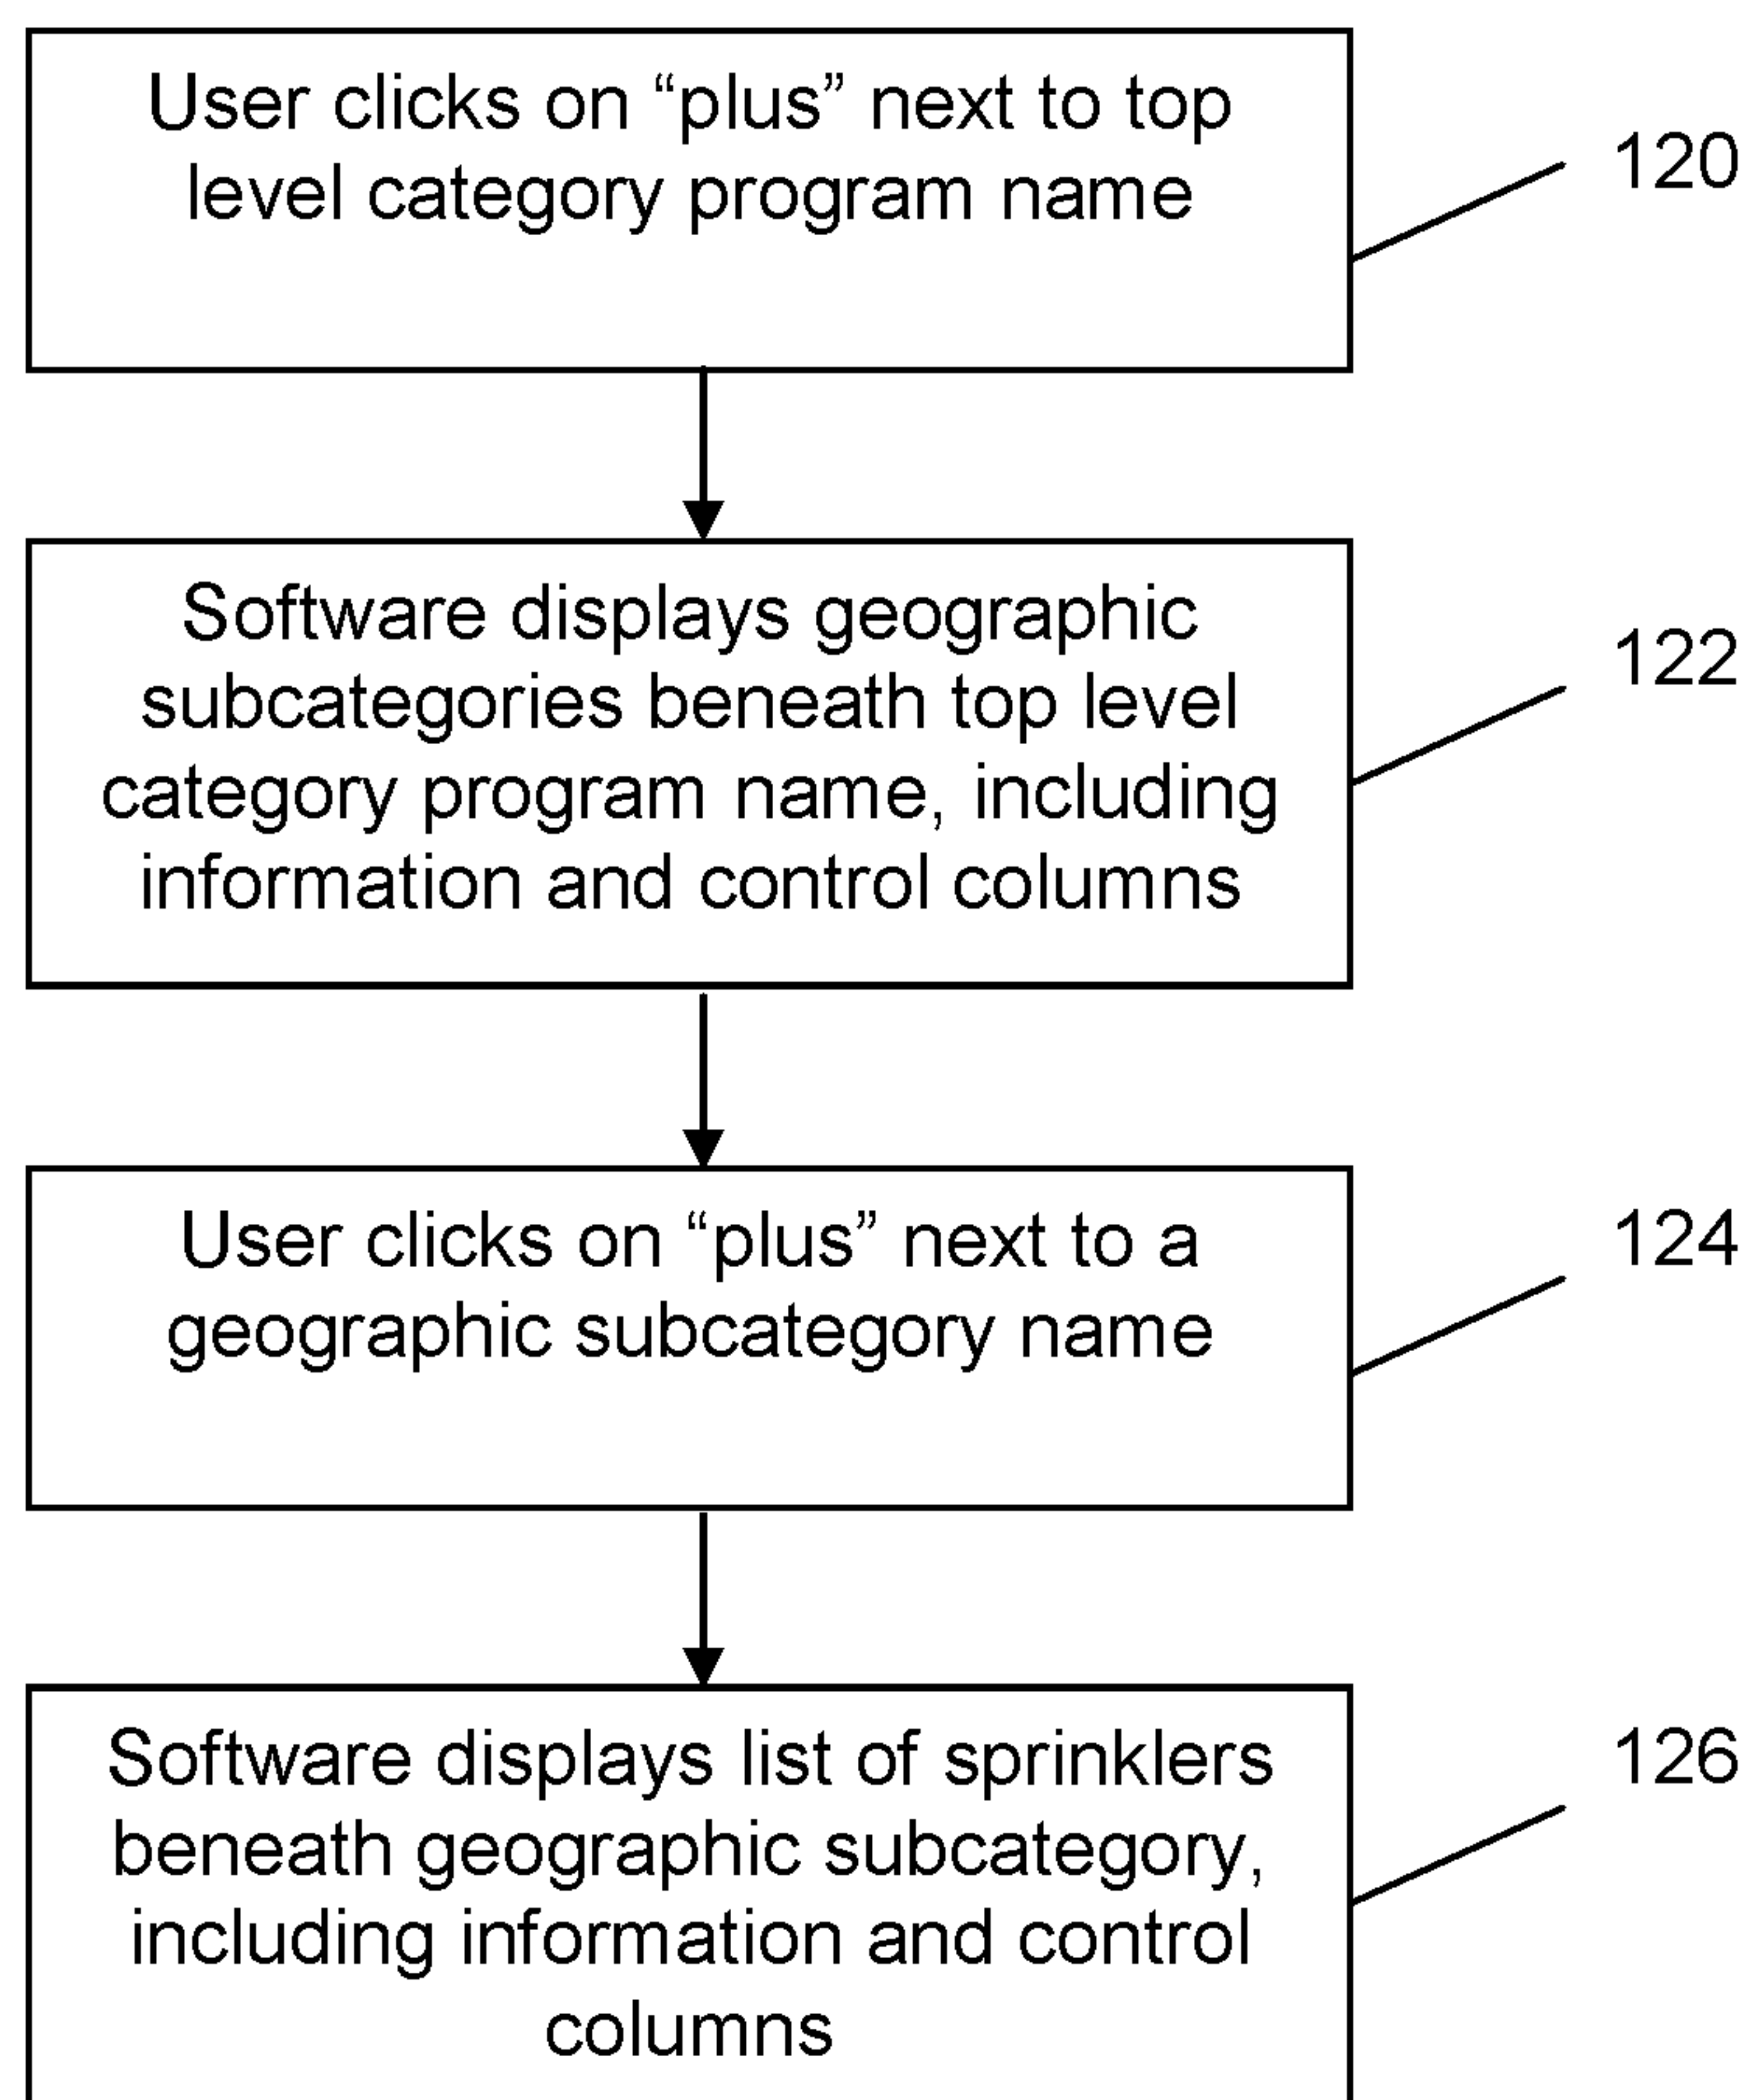 User clicks on “plus” next to top
level category program name
120
Software displays geographic
subcategories beneath top level
category program name, including
information and control columns
122
User clicks on “plus” next to a
geographic subcategory name
124
Software displays list of sprinklers
beneath geographic subcategory,
including information and control
columns
126